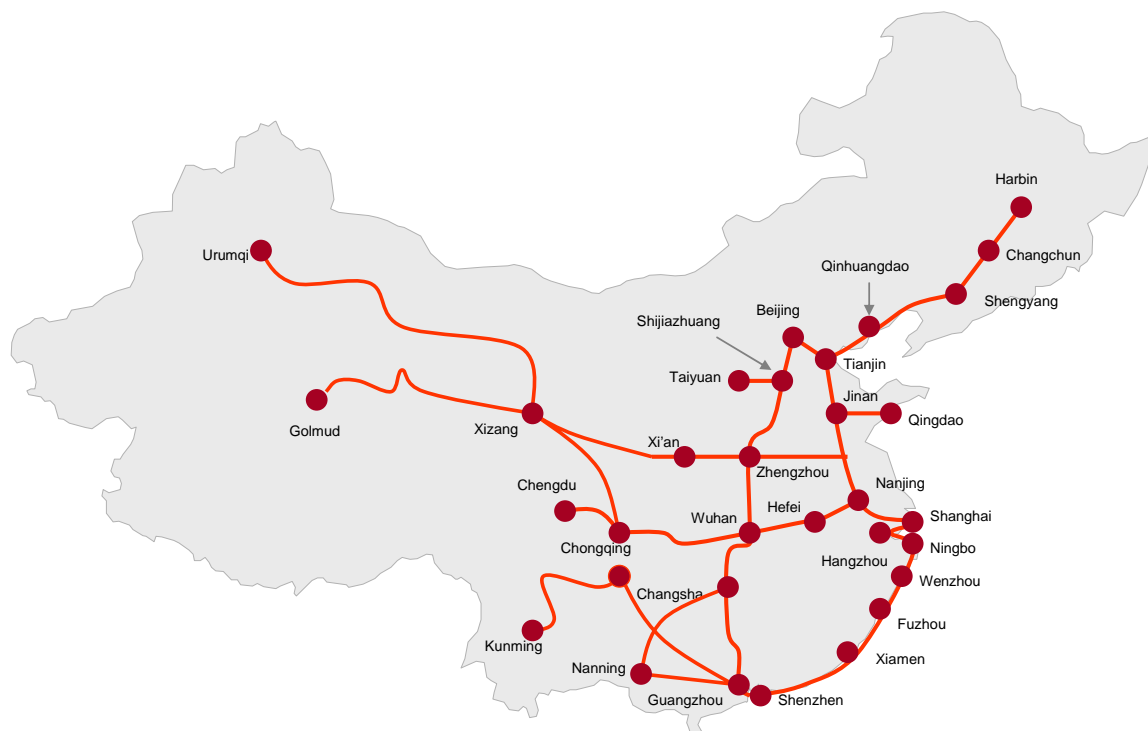 Harbin
Urumqi
Changchun
Qinhuangdao
Shengyang
Beijing
Shijiazhuang
Tianjin
Taiyuan
Jinan
Golmud
Xizang
Qingdao
Xi'an
Zhengzhou
Chengdu
Nanjing
Hefei
Wuhan
Shanghai
Chongqing
Ningbo
Hangzhou
Wenzhou
Changsha
Fuzhou
Kunming
Xiamen
Nanning
Guangzhou
Shenzhen